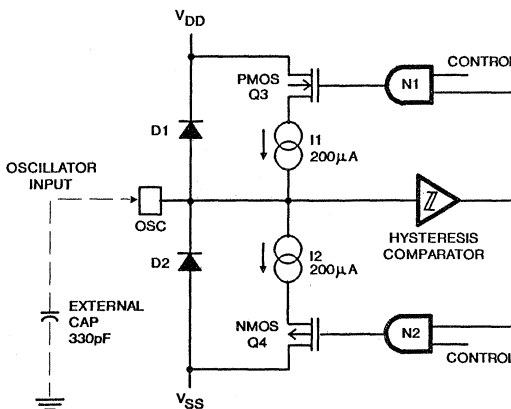 VDD
CONTROL
PMOS
Q3
N1
D1
I1
200µA
OSCILLATOR
INPUT
OSC
HYSTERESIS
COMPARATOR
D2
I2
200µA
EXTERNAL
CAP
330pF
NMOS
Q4
N2
CONTROL
VSS